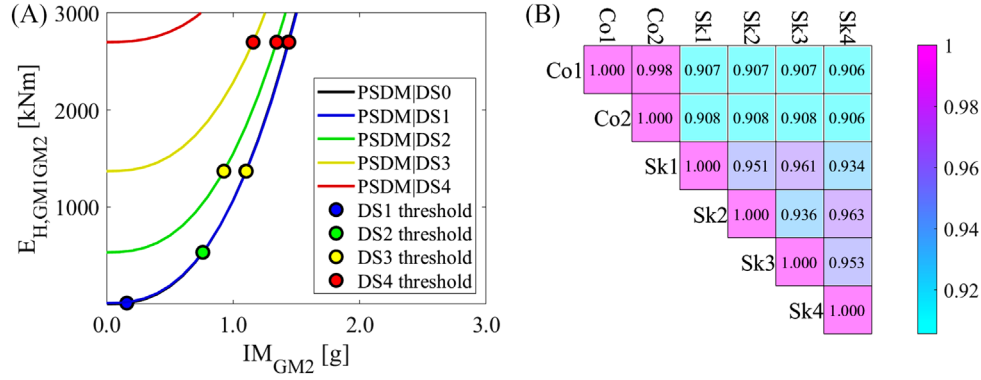 (A)
E_H,GM1GM2 [kNm]
3000
2000
1000
0
0.0 1.0 2.0 3.0
IM_GM2 [g]
PSDM|DS0
PSDM|DS1
PSDM|DS2
PSDM|DS3
PSDM|DS4
DS1 threshold
DS2 threshold
DS3 threshold
DS4 threshold
(B)
Co1 Co2 Sk1 Sk2 Sk3 Sk4
Co1 1.000 0.998 0.907 0.907 0.907 0.906
Co2 1.000 0.908 0.908 0.908 0.906
Sk1 1.000 0.951 0.961 0.934
Sk2 1.000 0.936 0.963
Sk3 1.000 0.953
Sk4 1.000
1
0.98
0.96
0.94
0.92